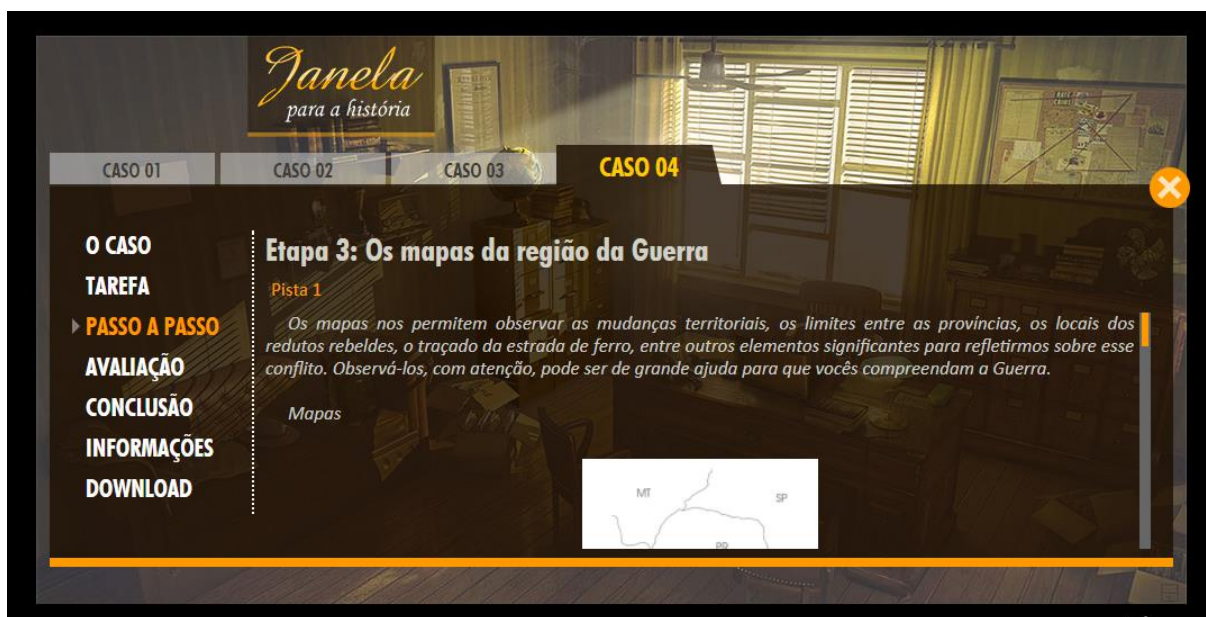 Janela
para a história
CASO 01
CASO 02
CASO 03
CASO 04
O CASO
TAREFA
PASSO A PASSO
AVALIAÇÃO
CONCLUSÃO
INFORMAÇÕES
DOWNLOAD
Etapa 3: Os mapas da região da Guerra
Pista 1
Os mapas nos permitem observar as mudanças territoriais, os limites entre as províncias, os locais dos
redutos rebeldes, o traçado da estrada de ferro, entre outros elementos significantes para refletirmos sobre esse
conflito. Observá-los, com atenção, pode ser de grande ajuda para que vocês compreendam a Guerra.
Mapas
MT
SP
PR